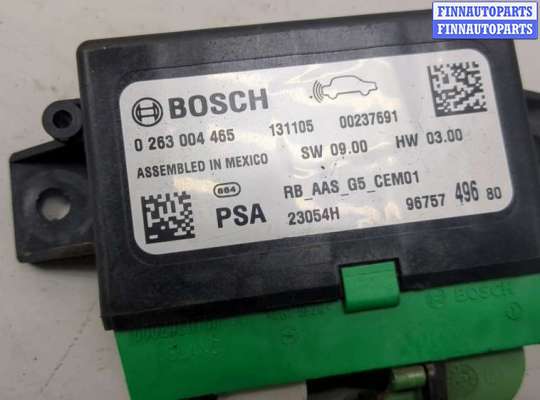 FINNAUTOPARTS
FINNAUTOPARTS
BOSCH
0 263 004 465 131105 00237691
ASSEMBLED IN MEXICO SW 09.00 HW 03.00
864 RB_AAS_G5_CEM01
PSA 23054H 96757 496 80
BOSCH